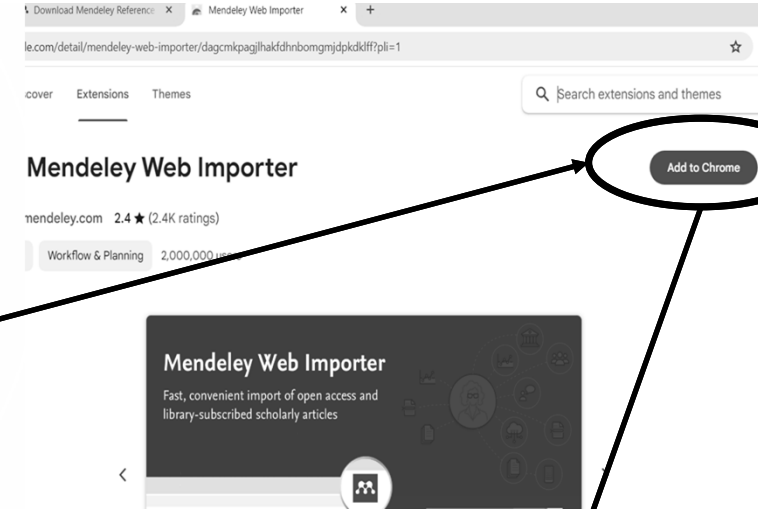 Download Mendeley Reference
Mendeley Web Importer
le.com/detail/mendeley-web-importer/dagcmkpagjlhakfdhnbomgmjdpkdklff?pli=1
cover Extensions Themes
Search extensions and themes
Mendeley Web Importer
Add to Chrome
mendeley.com 2.4 ★ (2.4K ratings)
Workflow & Planning 2,000,000 users
Mendeley Web Importer
Fast, convenient import of open access and
library-subscribed scholarly articles